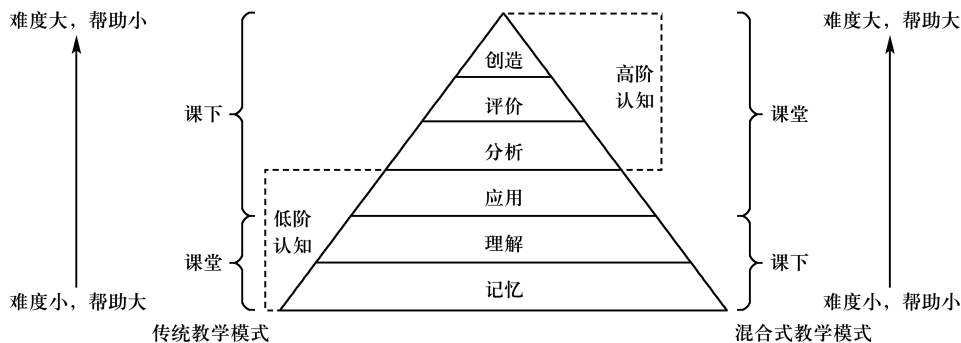 难度大，帮助小
难度大，帮助大
创造
高阶
认知
评价
课下
课堂
分析
应用
低阶
认知
理解
课堂
课下
记忆
难度小，帮助大
难度小，帮助小
传统教学模式
混合式教学模式